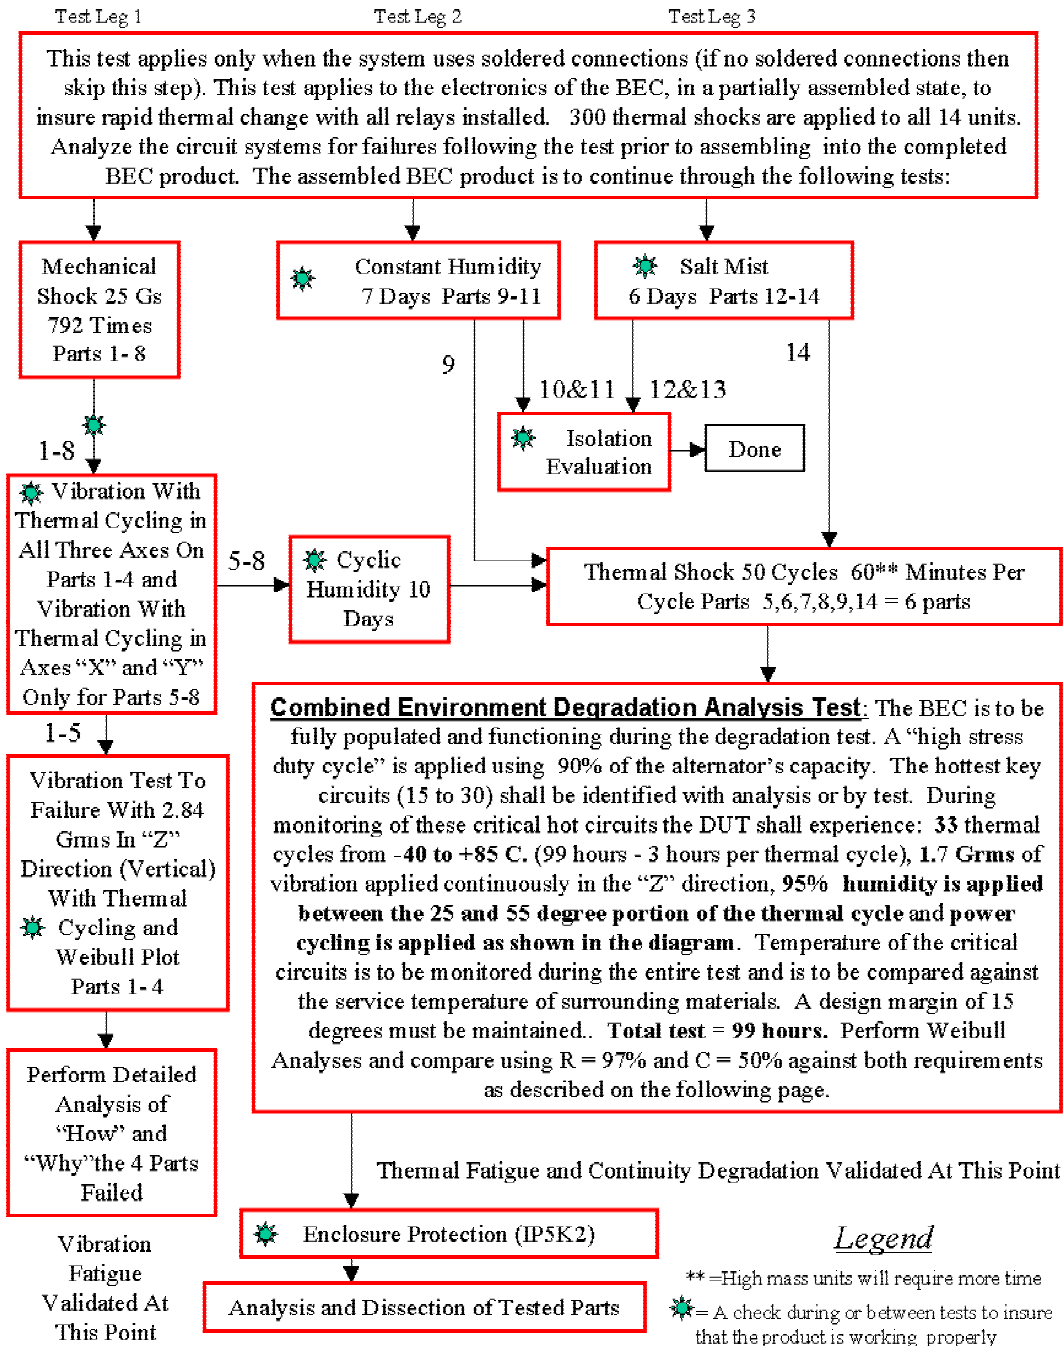 Test Leg 1
Test Leg 2
Test Leg 3
This test applies only when the system uses soldered connections (if no soldered connections then
skip this step). This test applies to the electronics of the BEC, in a partially assembled state, to
insure rapid thermal change with all relays installed. 300 thermal shocks are applied to all 14 units.
Analyze the circuit systems for failures following the test prior to assembling into the completed
BEC product. The assembled BEC product is to continue through the following tests:
Mechanical
Shock 25 Gs
792 Times
Parts 1- 8
Constant Humidity
7 Days Parts 9-11
Salt Mist
6 Days Parts 12-14
9
10&11
12&13
14
Isolation
Evaluation
Done
1-8
Vibration With
Thermal Cycling in
All Three Axes On
Parts 1-4 and
Vibration With
Thermal Cycling in
Axes “X” and “Y”
Only for Parts 5-8
5-8
Cyclic
Humidity 10
Days
Thermal Shock 50 Cycles 60** Minutes Per
Cycle Parts 5,6,7,8,9,14 = 6 parts
1-5
Vibration Test To
Failure With 2.84
Grms In “Z”
Direction (Vertical)
With Thermal
Cycling and
Weibull Plot
Parts 1- 4
Combined Environment Degradation Analysis Test: The BEC is to be
fully populated and functioning during the degradation test. A “high stress
duty cycle” is applied using 90% of the alternator’s capacity. The hottest key
circuits (15 to 30) shall be identified with analysis or by test. During
monitoring of these critical hot circuits the DUT shall experience: 33 thermal
cycles from -40 to +85 C. (99 hours - 3 hours per thermal cycle), 1.7 Grms of
vibration applied continuously in the “Z” direction, 95% humidity is applied
between the 25 and 55 degree portion of the thermal cycle and power
cycling is applied as shown in the diagram. Temperature of the critical
circuits is to be monitored during the entire test and is to be compared against
the service temperature of surrounding materials. A design margin of 15
degrees must be maintained.. Total test = 99 hours. Perform Weibull
Analyses and compare using R = 97% and C = 50% against both requirements
as described on the following page.
Perform Detailed
Analysis of
“How” and
“Why”the 4 Parts
Failed
Vibration
Fatigue
Validated At
This Point
Thermal Fatigue and Continuity Degradation Validated At This Point
Enclosure Protection (IP5K2)
Analysis and Dissection of Tested Parts
Legend
** =High mass units will require more time
= A check during or between tests to insure
that the product is working properly